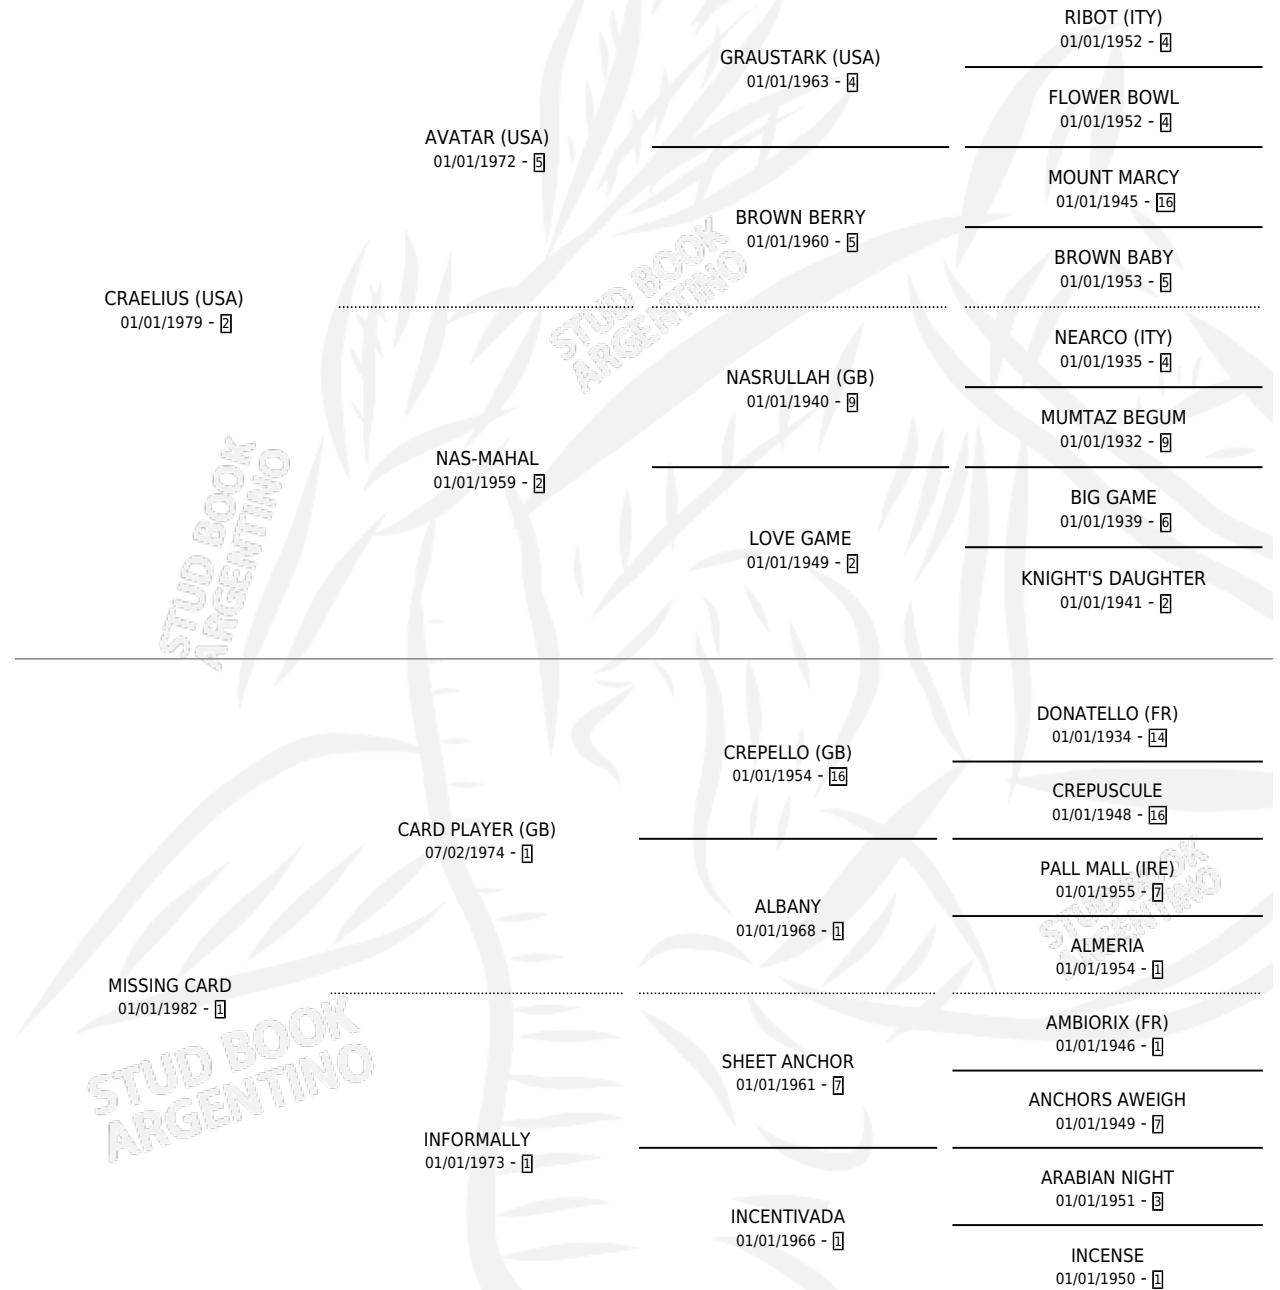 RIBOT (ITY)
01/01/1952 - 4
GRAUSTARK (USA)
01/01/1963 - 4
FLOWER BOWL
01/01/1952 - 4
AVATAR (USA)
01/01/1972 - 5
MOUNT MARCY
01/01/1945 - 16
BROWN BERRY
01/01/1960 - 5
BROWN BABY
01/01/1953 - 5
STUD BOOK
ARGENTINO
CRAELIUS (USA)
01/01/1979 - 2
NEARCO (ITY)
01/01/1935 - 4
NASRULLAH (GB)
01/01/1940 - 9
MUMTAZ BEGUM
01/01/1932 - 9
NAS-MAHAL
01/01/1959 - 2
BIG GAME
01/01/1939 - 6
LOVE GAME
01/01/1949 - 2
KNIGHT'S DAUGHTER
01/01/1941 - 2
STUD BOOK
ARGENTINO
DONATELLO (FR)
01/01/1934 - 14
CREPELLO (GB)
01/01/1954 - 16
CREPUSCULE
01/01/1948 - 16
CARD PLAYER (GB)
07/02/1974 - 1
PALL MALL (IRE)
01/01/1955 - 7
ALBANY
01/01/1968 - 1
STUD BOOK
ARGENTINO
ALMERIA
01/01/1954 - 1
MISSING CARD
01/01/1982 - 1
AMBIORIX (FR)
01/01/1946 - 1
SHEET ANCHOR
01/01/1961 - 7
STUD BOOK
ARGENTINO
ANCHORS AWEIGH
01/01/1949 - 7
INFORMALLY
01/01/1973 - 1
ARABIAN NIGHT
01/01/1951 - 3
INCENTIVADA
01/01/1966 - 1
INCENSE
01/01/1950 - 1